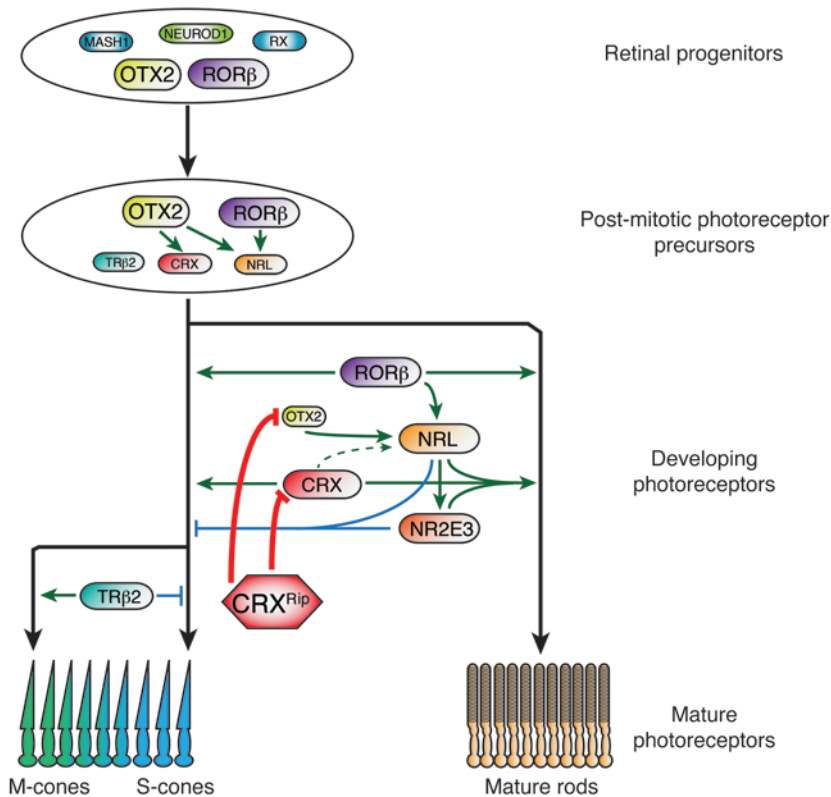 MASH1
NEUROD1
RX
OTX2
RORβ
Retinal progenitors
OTX2
RORβ
TRβ2
CRX
NRL
Post-mitotic photoreceptor
precursors
RORβ
OTX2
NRL
CRX
NR2E3
Developing
photoreceptors
TRβ2
CRXRip
Mature
photoreceptors
M-cones
S-cones
Mature rods